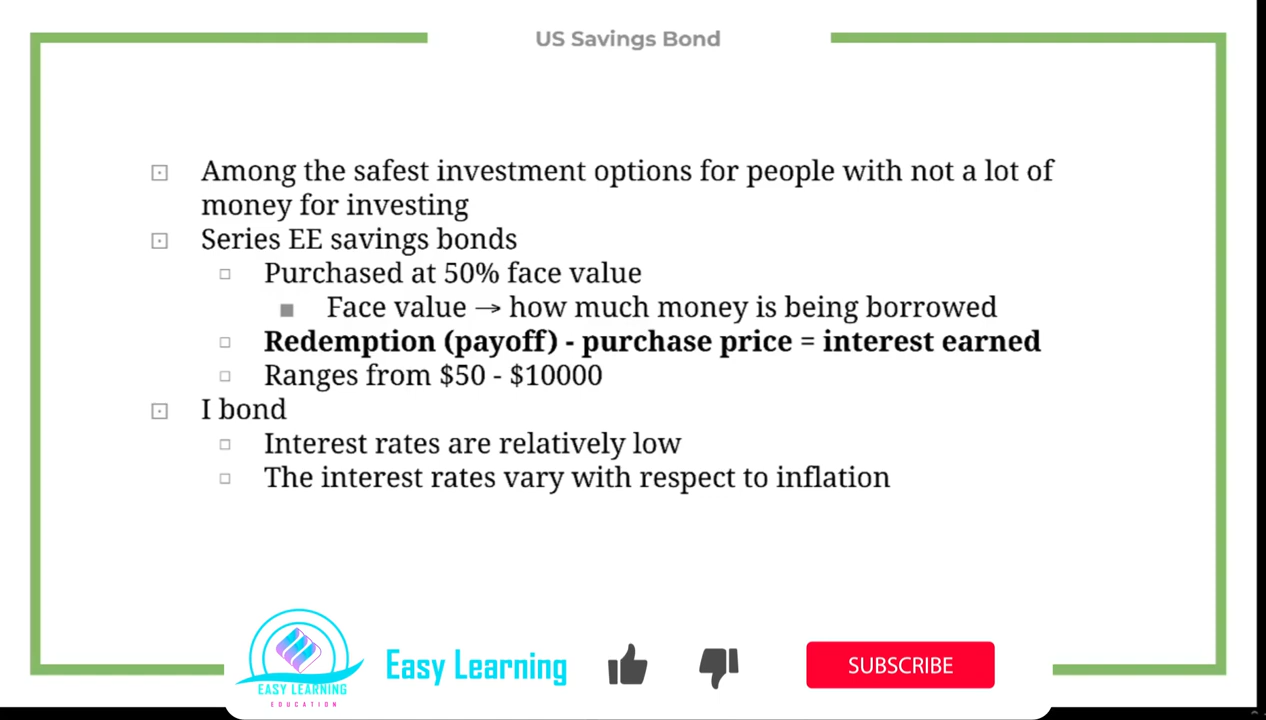 US Savings Bond
Among the safest investment options for people with not a lot of
money for investing
Series EE savings bonds
Purchased at 50% face value
Face value → how much money is being borrowed
Redemption (payoff) - purchase price = interest earned
Ranges from $50 - $10000
I bond
Interest rates are relatively low
The interest rates vary with respect to inflation
Easy Learning
SUBSCRIBE
EASY LEARNING
EDUCATION